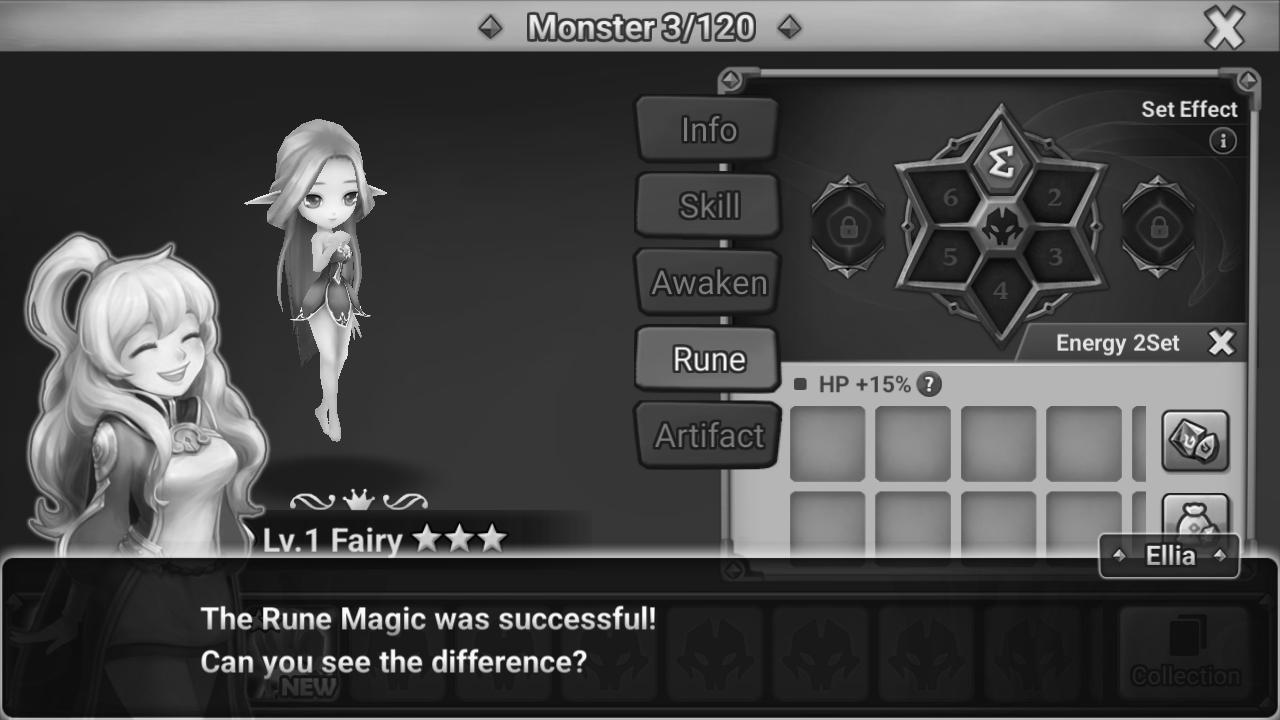 Monster 3/120
Info
Skill
Awaken
Rune
Artifact
Set Effect
6
2
5
3
4
Energy 2Set
HP +15% ?
Lv.1 Fairy
Ellia
The Rune Magic was successful!
Can you see the difference?
NEW
Collection